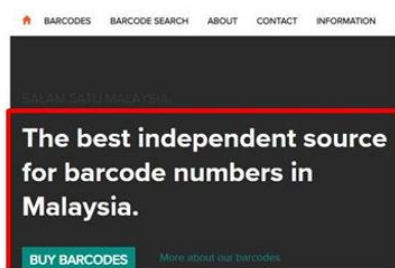 BARCODES BARCODE SEARCH ABOUT CONTACT INFORMATION
SALAM SATU MALAYSIA.
The best independent source
for barcode numbers in
Malaysia.
BUY BARCODES More about our barcodes